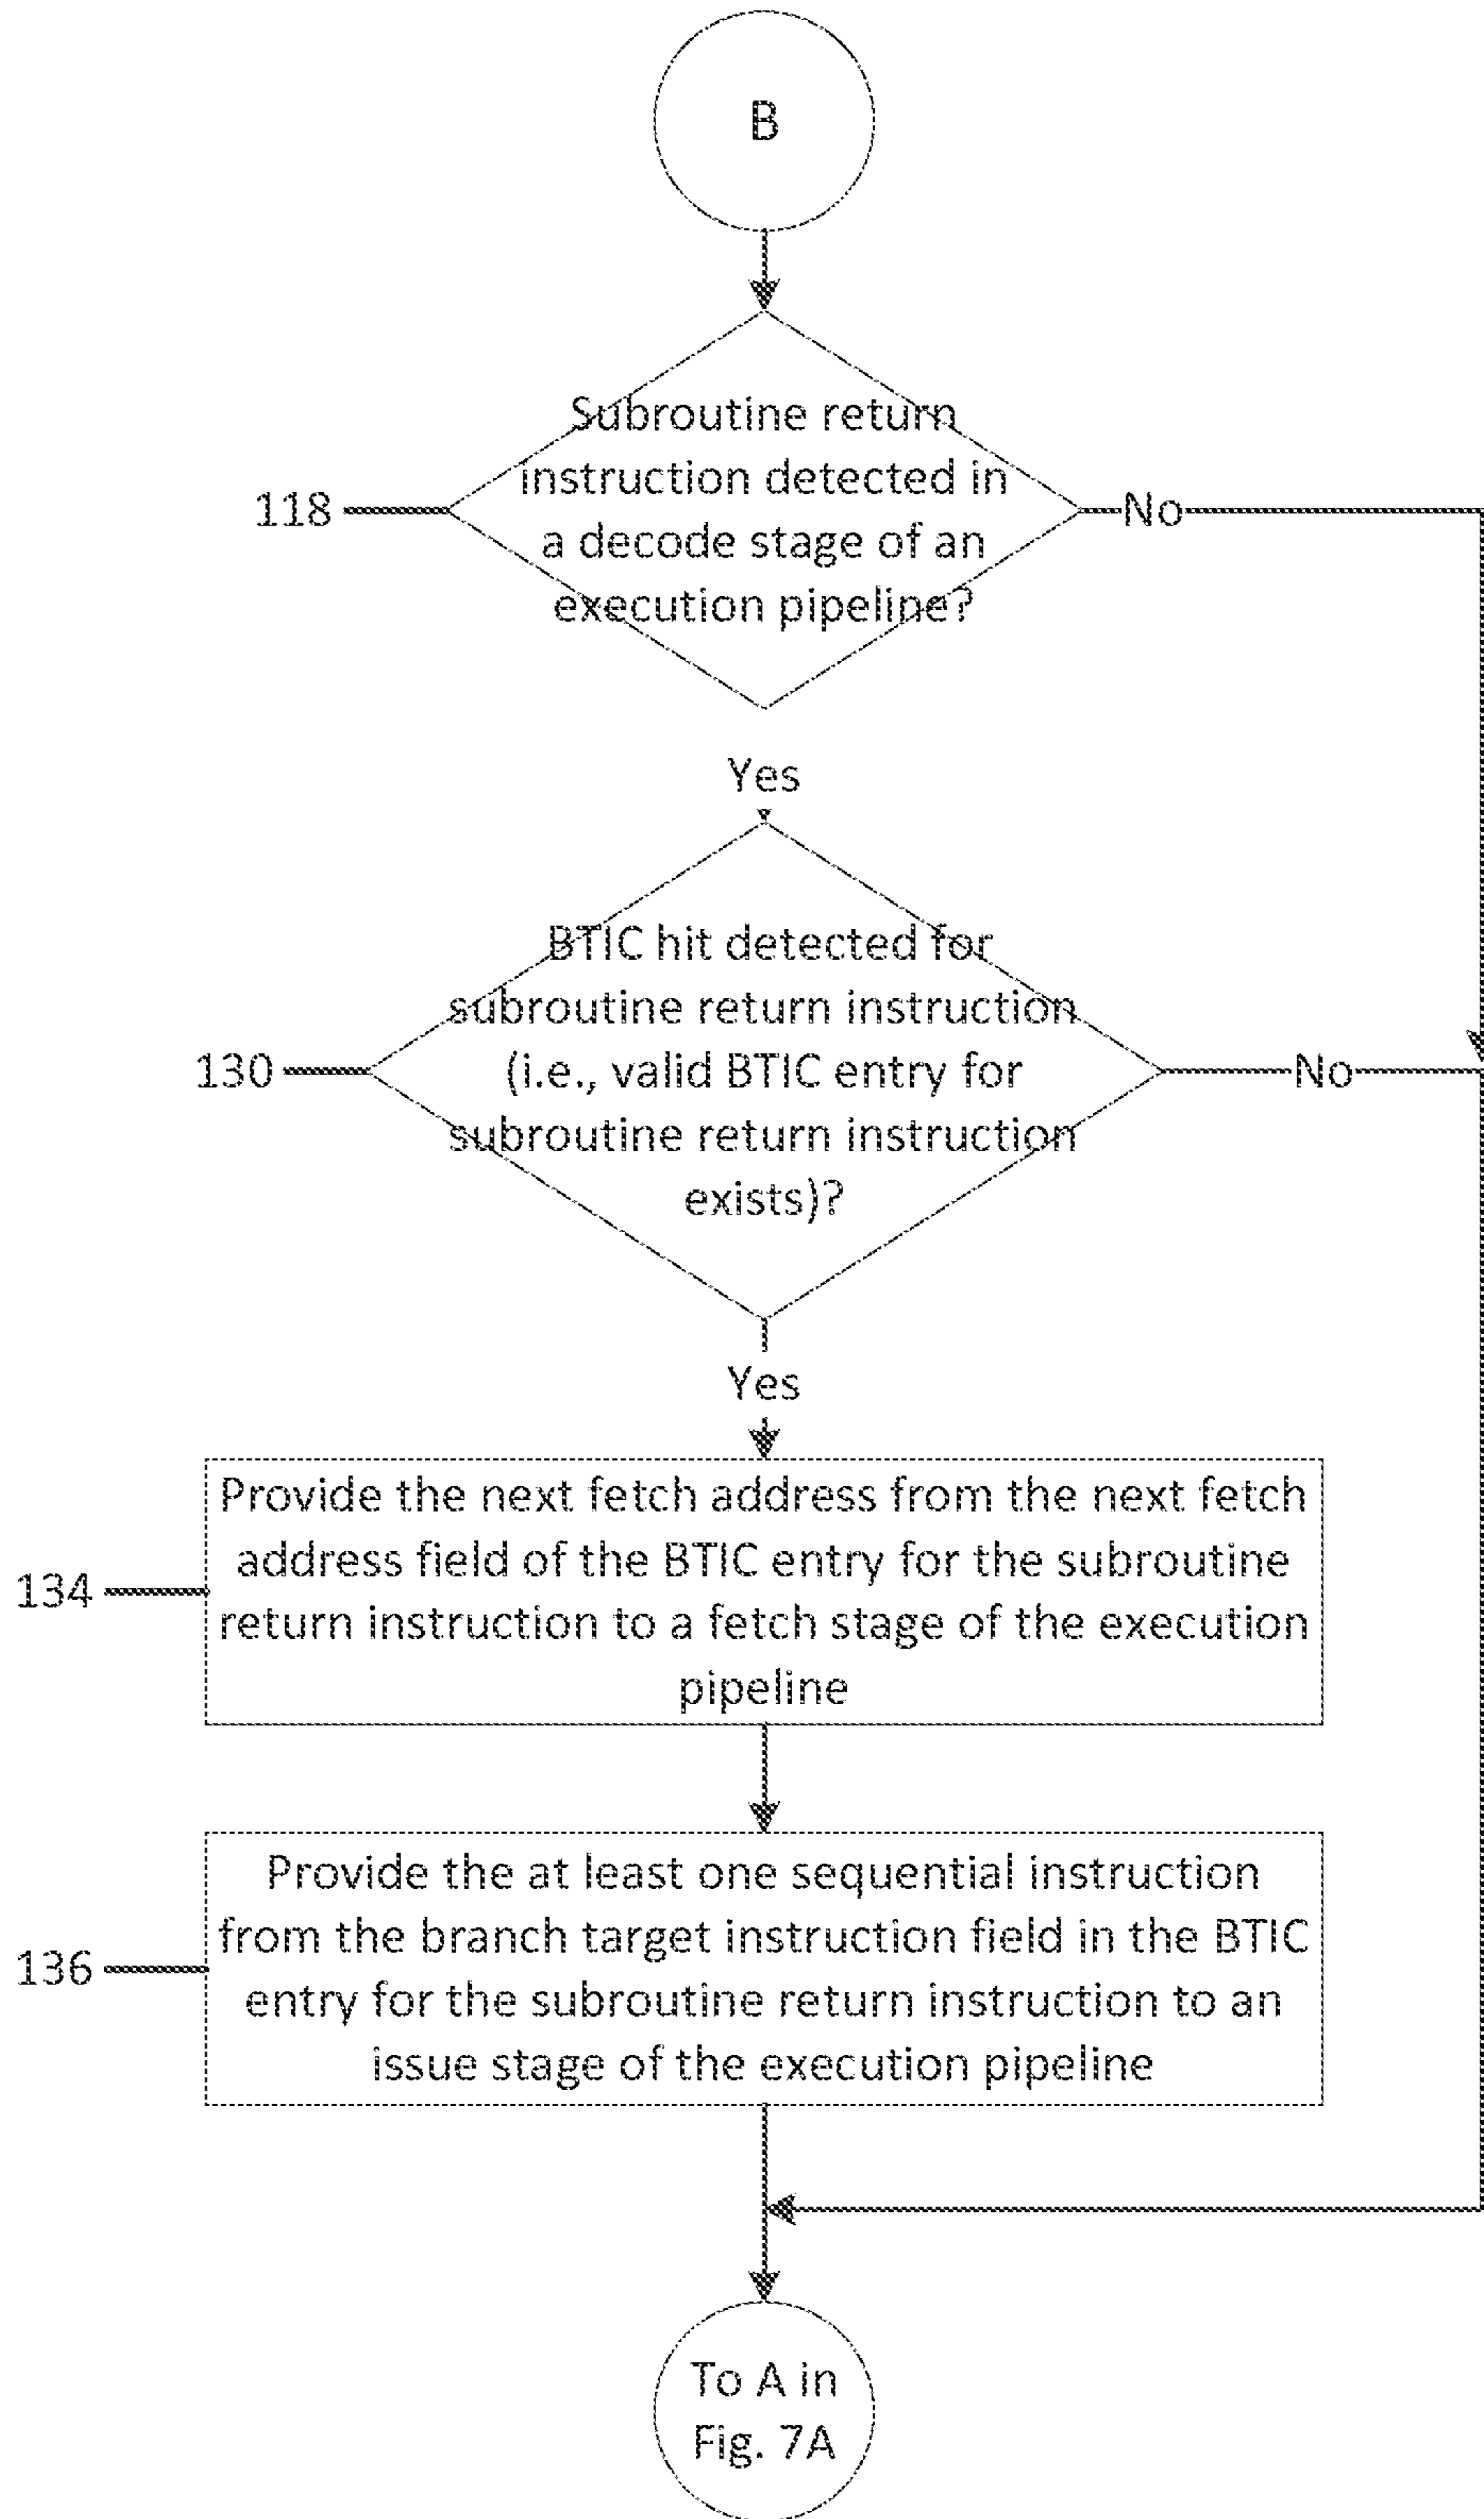 B
Subroutine return
instruction detected in
a decode stage of an
execution pipeline?
118
No
Yes
BTIC hit detected for
subroutine return instruction
(i.e., valid BTIC entry for
subroutine return instruction
exists)?
130
No
Yes
Provide the next fetch address from the next fetch
address field of the BTIC entry for the subroutine
return instruction to a fetch stage of the execution
pipeline
134
Provide the at least one sequential instruction
from the branch target instruction field in the BTIC
entry for the subroutine return instruction to an
issue stage of the execution pipeline
136
To A in
Fig. 7A